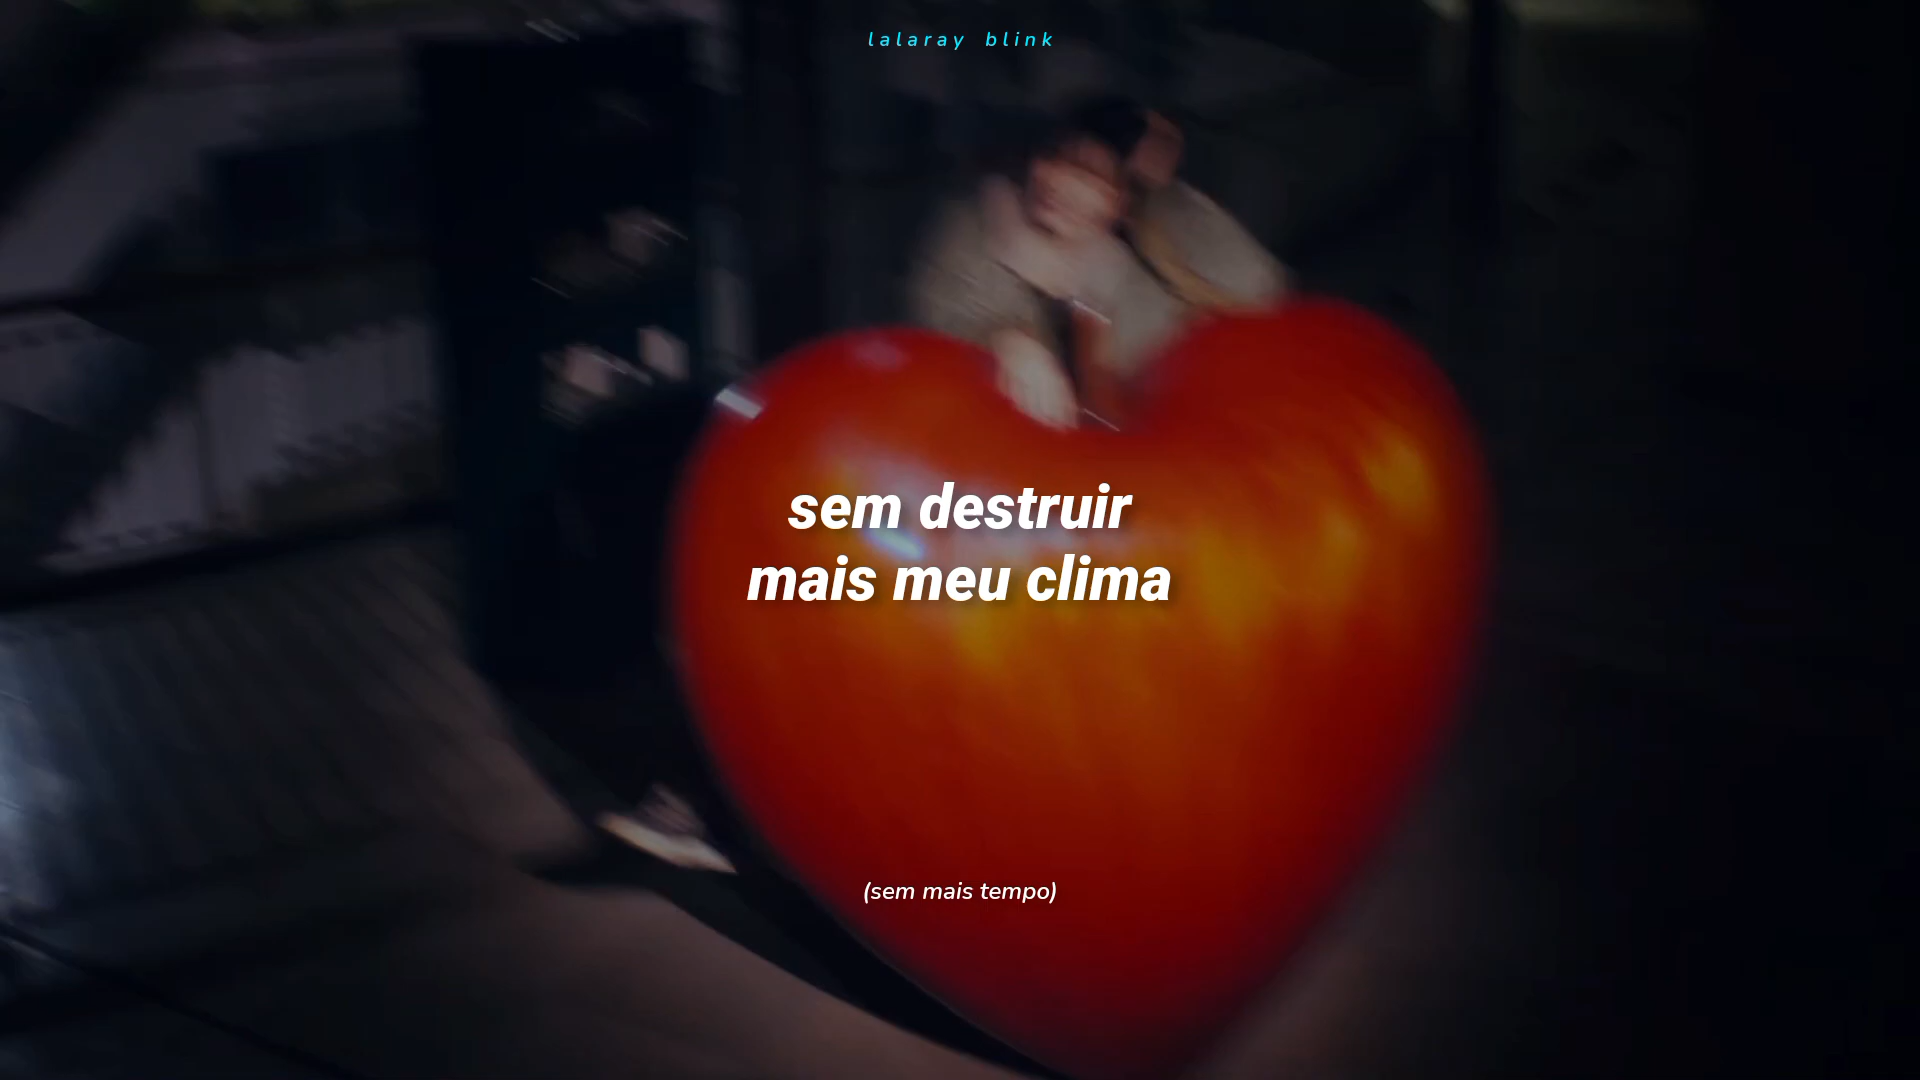 lalaray blink
sem destruir
mais meu clima
(sem mais tempo)